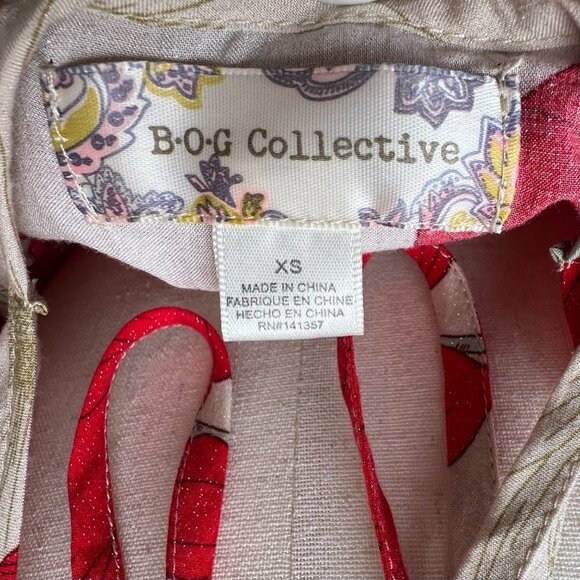 B·O·G Collective
XS
MADE IN CHINA
FABRIQUE EN CHINE
HECHO EN CHINA
RN#141357